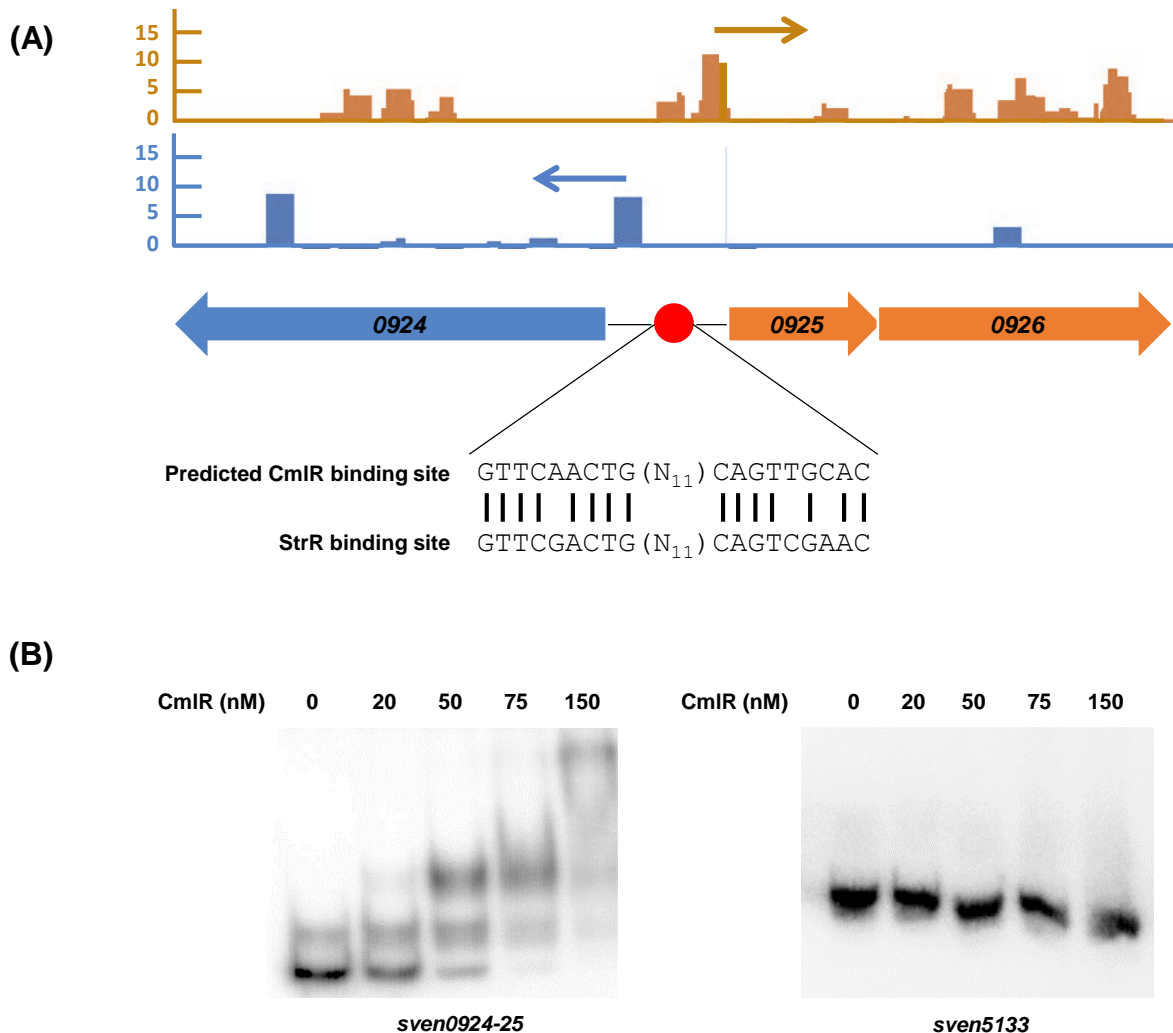 (A)
15
10
5
0
15
10
5
0
0924
0925
0926
Predicted CmlR binding site GTTCAACTG(N11)CAGTTGCAC
StrR binding site GTTCGACTG(N11)CAGTCGAAC
(B)
CmlR (nM) 0 20 50 75 150
CmlR (nM) 0 20 50 75 150
sven0924-25
sven5133